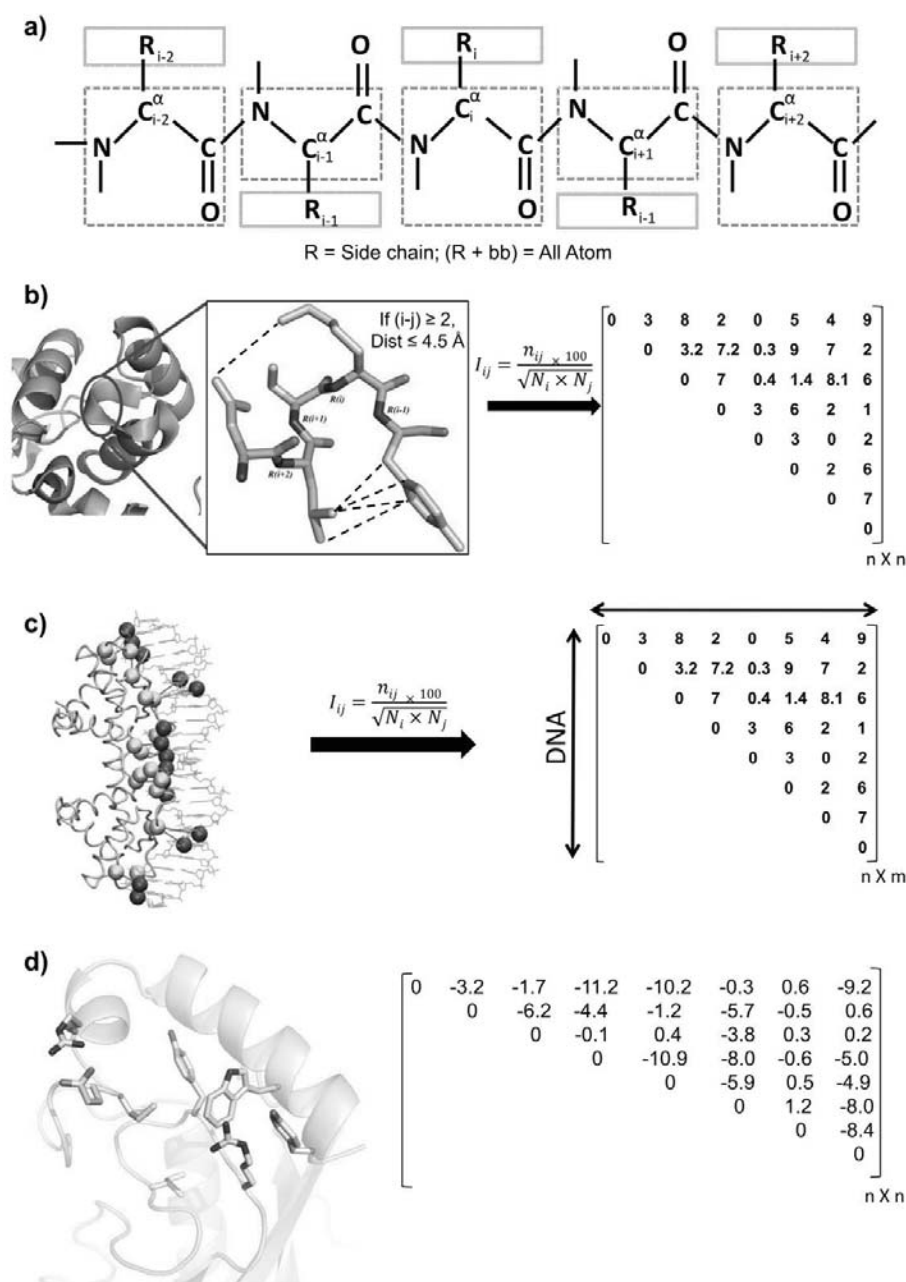 a)
R i-2 O R i O R i+2
C α i-2 N C C α i N C C α i+2
N C C α i-1 N C C α i+1 N C
O R i-1 O R i-1 O
R = Side chain; (R + bb) = All Atom
b)
If (i-j) ≥ 2,
Dist ≤ 4.5 Å
R(i)
R(i+1)
R(i-1)
R(i+2)
I_ij = n_ij × 100 / √N_i × N_j
0 3 8 2 0 5 4 9
0 3.2 7.2 0.3 9 7 2
0 7 0.4 1.4 8.1 6
0 3 6 2 1
0 3 0 2
0 2 6
0 7
0
n X n
c)
I_ij = n_ij × 100 / √N_i × N_j
DNA
0 3 8 2 0 5 4 9
0 3.2 7.2 0.3 9 7 2
0 7 0.4 1.4 8.1 6
0 3 6 2 1
0 3 0 2
0 2 6
0 7
0
n X m
d)
0 -3.2 -1.7 -11.2 -10.2 -0.3 0.6 -9.2
0 -6.2 -4.4 -1.2 -5.7 -0.5 0.6
0 -0.1 0.4 -3.8 0.3 0.2
0 -10.9 -8.0 -0.6 -5.0
0 -5.9 0.5 -4.9
0 1.2 -8.0
0 -8.4
0
n X n